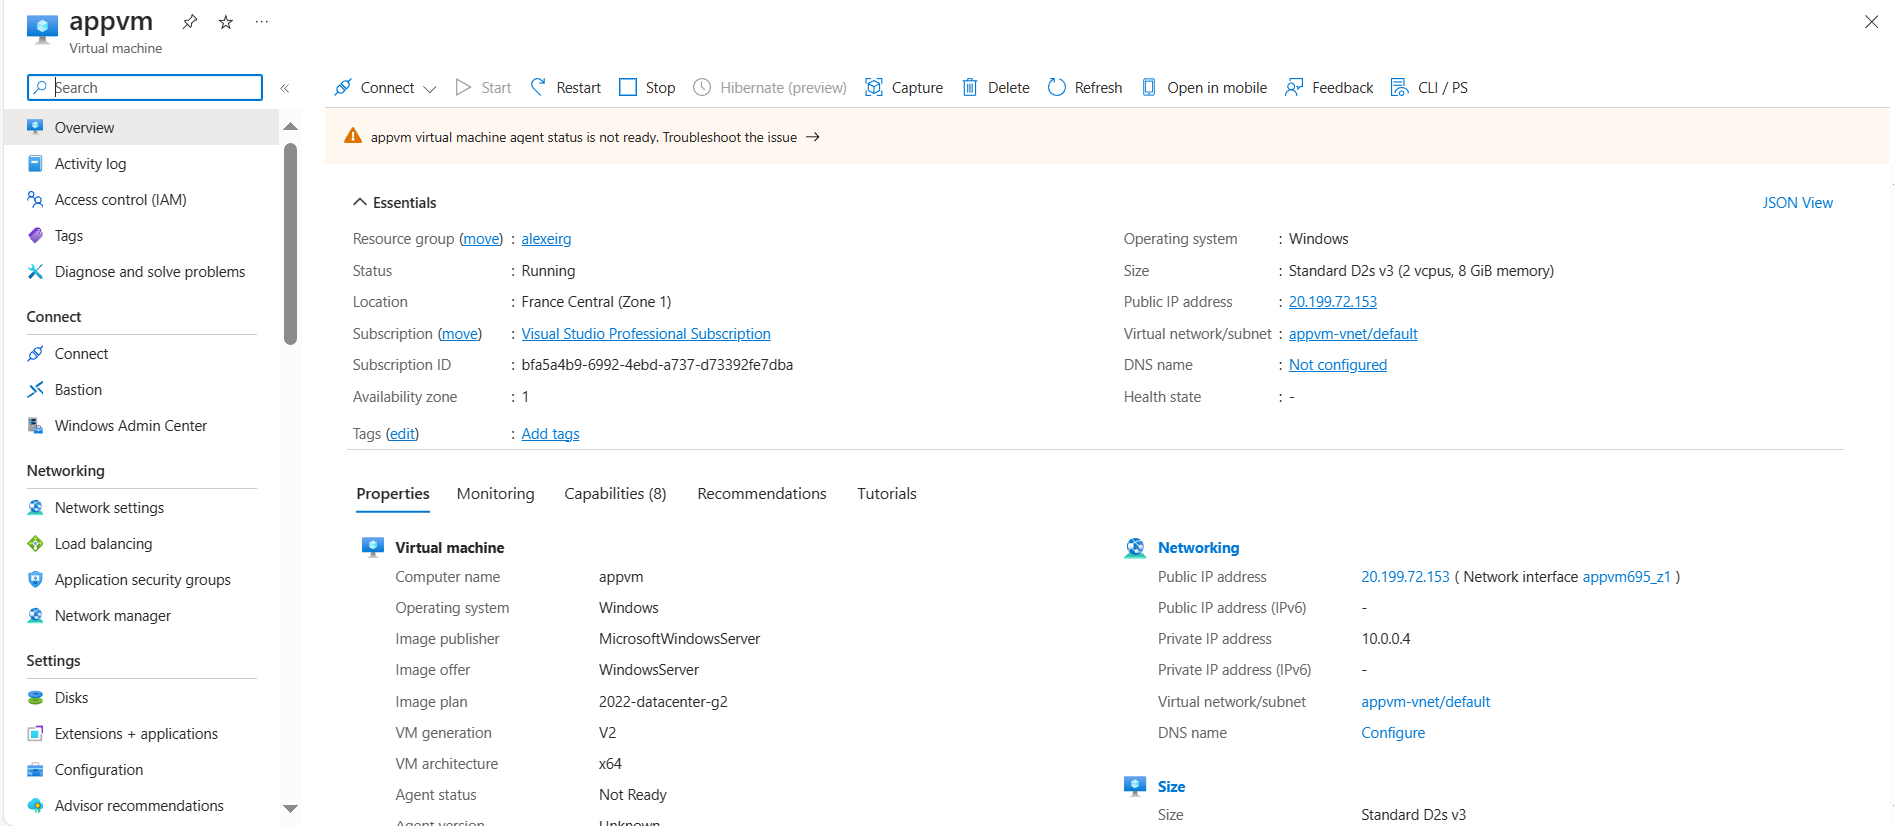 appvm
Virtual machine
Search
Connect
Start
Restart
Stop
Hibernate (preview)
Capture
Delete
Refresh
Open in mobile
Feedback
CLI / PS
Overview
Activity log
Access control (IAM)
Tags
Diagnose and solve problems
Connect
Connect
Bastion
Windows Admin Center
Networking
Network settings
Load balancing
Application security groups
Network manager
Settings
Disks
Extensions + applications
Configuration
Advisor recommendations
appvm virtual machine agent status is not ready. Troubleshoot the issue →
Essentials
JSON View
Resource group (move) : alexeirg
Status : Running
Location : France Central (Zone 1)
Subscription (move) : Visual Studio Professional Subscription
Subscription ID : bfa5a4b9-6992-4ebd-a737-d73392fe7dba
Availability zone : 1
Tags (edit) : Add tags
Operating system : Windows
Size : Standard D2s v3 (2 vcpus, 8 GiB memory)
Public IP address : 20.199.72.153
Virtual network/subnet : appvm-vnet/default
DNS name : Not configured
Health state : -
Properties
Monitoring
Capabilities (8)
Recommendations
Tutorials
Virtual machine
Computer name appvm
Operating system Windows
Image publisher MicrosoftWindowsServer
Image offer WindowsServer
Image plan 2022-datacenter-g2
VM generation V2
VM architecture x64
Agent status Not Ready
Agent version Unknown
Networking
Public IP address 20.199.72.153 ( Network interface appvm695_z1 )
Public IP address (IPv6) -
Private IP address 10.0.0.4
Private IP address (IPv6) -
Virtual network/subnet appvm-vnet/default
DNS name Configure
Size
Size Standard D2s v3